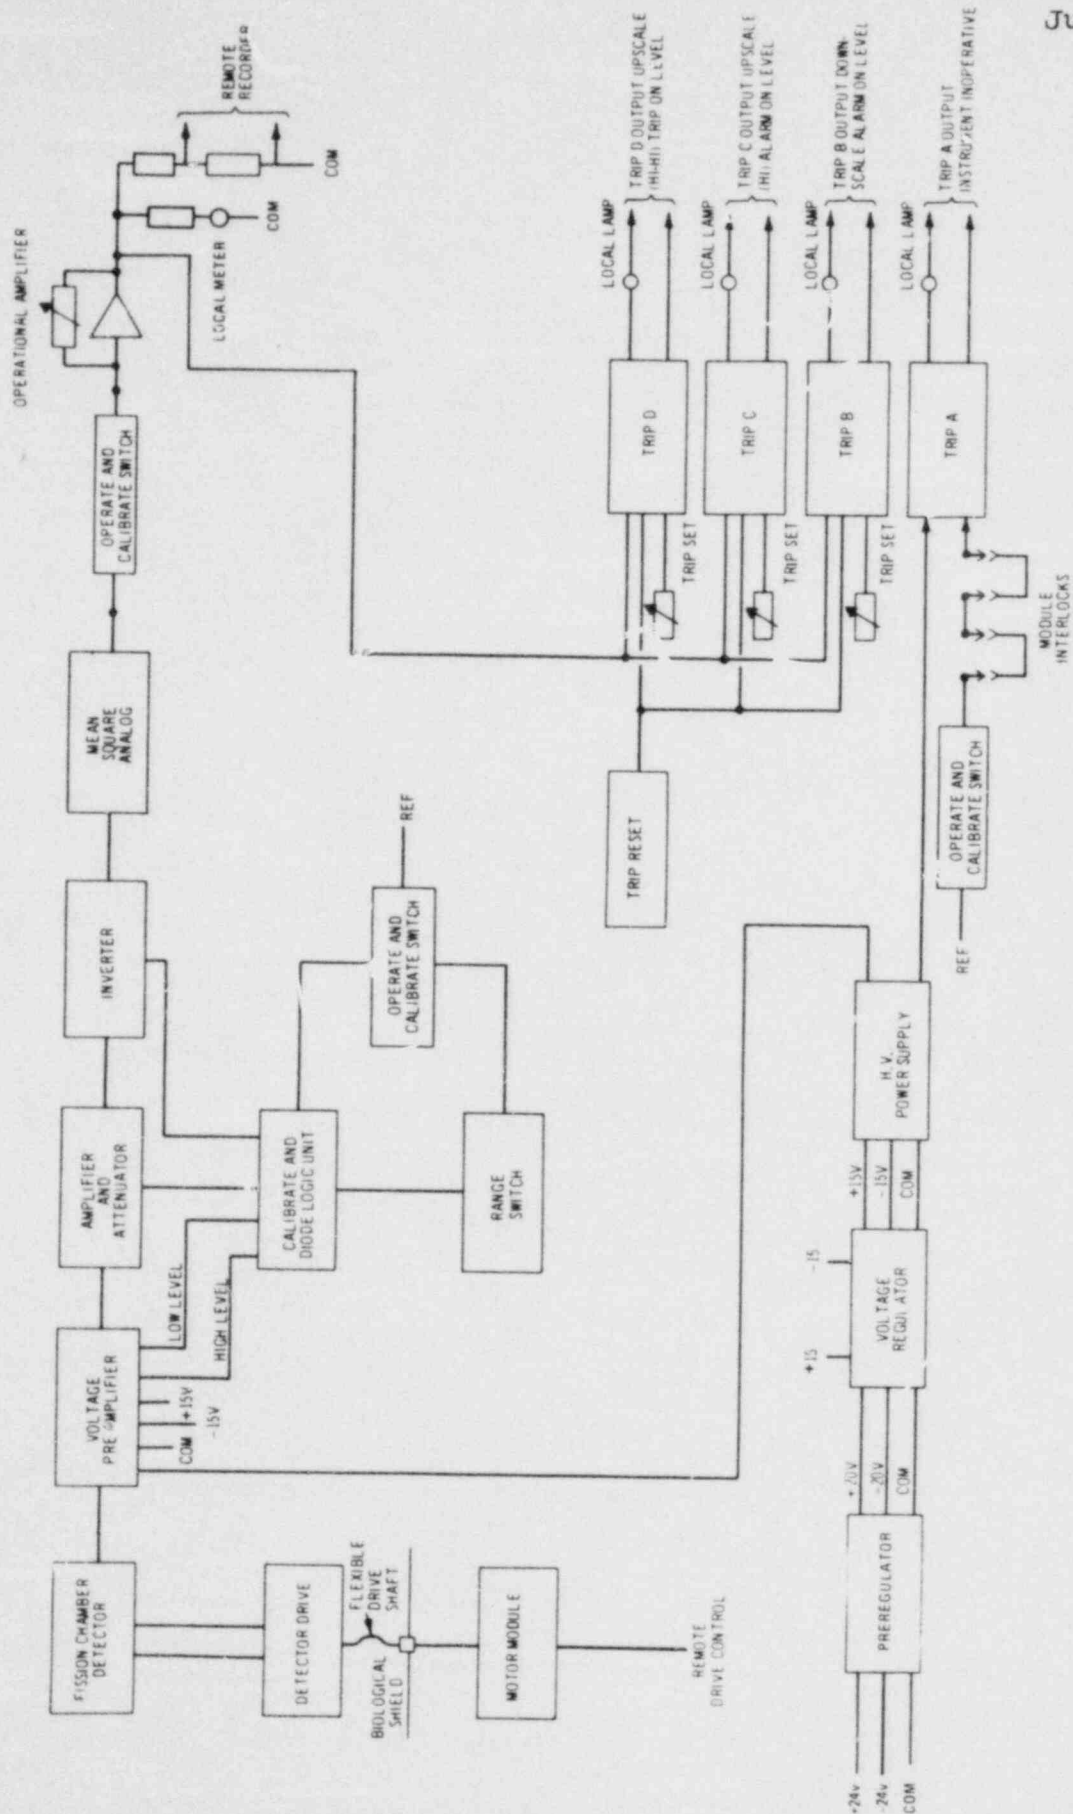 Ju
OPERATIONAL AMPLIFIER
REMOTE
RECORDER
COM
COM
LOCAL METER
OPERATE AND
CALIBRATE SWITCH
MEAN
SQUARE
ANALOG
INVERTER
AMPLIFIER
AND
ATTENUATOR
VOLTAGE
PRE AMPLIFIER
LOW LEVEL
HIGH LEVEL
+15V
-15V
COM
FISSION CHAMBER
DETECTOR
CALIBRATE AND
DIODE LOGIC UNIT
OPERATE AND
CALIBRATE SWITCH
REF
RANGE
SWITCH
DETECTOR DRIVE
FLEXIBLE
DRIVE
SHAFT
BIOLOGICAL
SHIELD
MOTOR MODULE
REMOTE
DRIVE CONTROL
TRIP D OUTPUT UPSCALE
(HI-HI) TRIP ON LEVEL
TRIP C OUTPUT UPSCALE
(HI) ALARM ON LEVEL
TRIP B OUTPUT DOWN
SCALE ALARM ON LEVEL
TRIP A OUTPUT
INSTRUMENT INOPERATIVE
LOCAL LAMP
LOCAL LAMP
LOCAL LAMP
LOCAL LAMP
TRIP D
TRIP C
TRIP B
TRIP A
TRIP SET
TRIP SET
TRIP SET
TRIP RESET
MODULE
INTERLOCKS
OPERATE AND
CALIBRATE SWITCH
REF
H.V.
POWER SUPPLY
+15V
-15V
COM
+15
-15
VOLTAGE
REGULATOR
+20V
-20V
COM
PREREGULATOR
+24v
-24v
COM